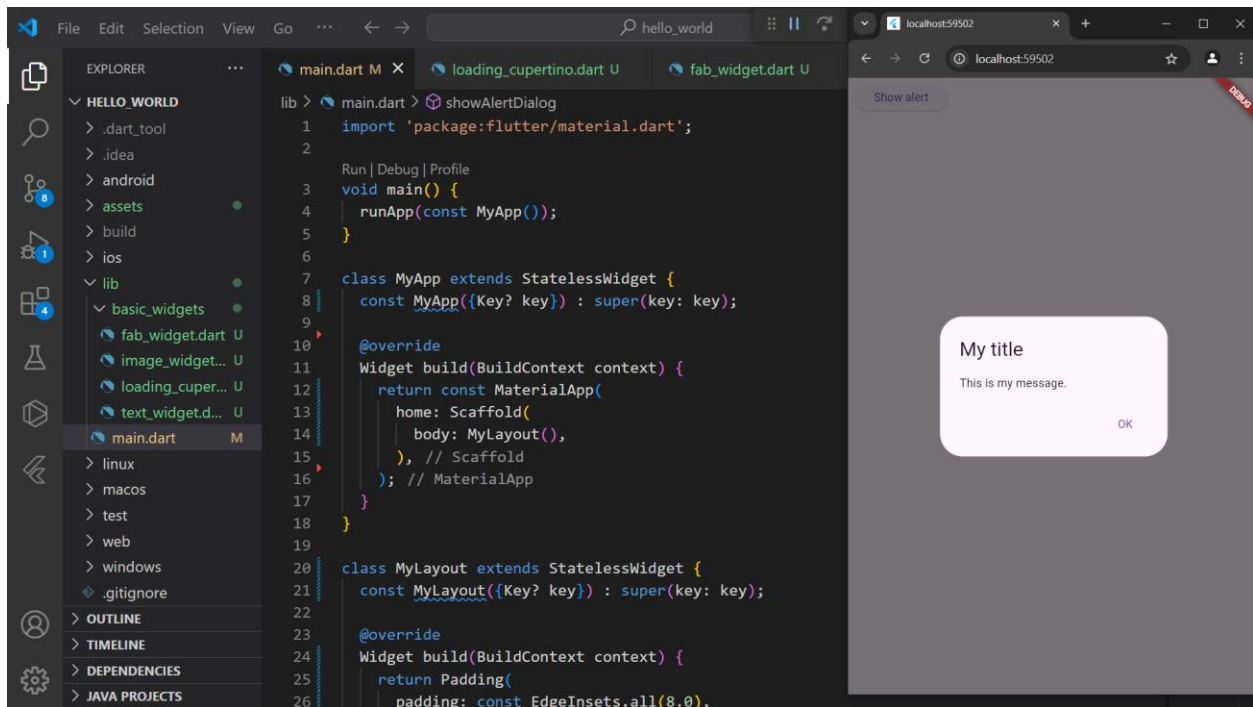 File Edit Selection View Go ··· hello_world
EXPLORER ···
HELLO_WORLD
.dart_tool
.idea
android
assets
build
ios
lib
basic_widgets
fab_widget.dart U
image_widget... U
loading_cuper... U
text_widget.d... U
main.dart M
linux
macos
test
web
windows
.gitignore
OUTLINE
TIMELINE
DEPENDENCIES
JAVA PROJECTS
8
1
4
main.dart M loading_cupertino.dart U fab_widget.dart U
lib > main.dart > showAlertDialog
1 import 'package:flutter/material.dart';
2
Run | Debug | Profile
3 void main() {
4 runApp(const MyApp());
5 }
6
7 class MyApp extends StatelessWidget {
8 const MyApp({Key? key}) : super(key: key);
9
10 @override
11 Widget build(BuildContext context) {
12 return const MaterialApp(
13 home: Scaffold(
14 body: MyLayout(),
15 ), // Scaffold
16 ); // MaterialApp
17 }
18 }
19
20 class MyLayout extends StatelessWidget {
21 const MyLayout({Key? key}) : super(key: key);
22
23 @override
24 Widget build(BuildContext context) {
25 return Padding(
26 padding: const EdgeInsets.all(8.0),
localhost:59502
localhost:59502
Show alert
DEBUG
My title
This is my message.
OK